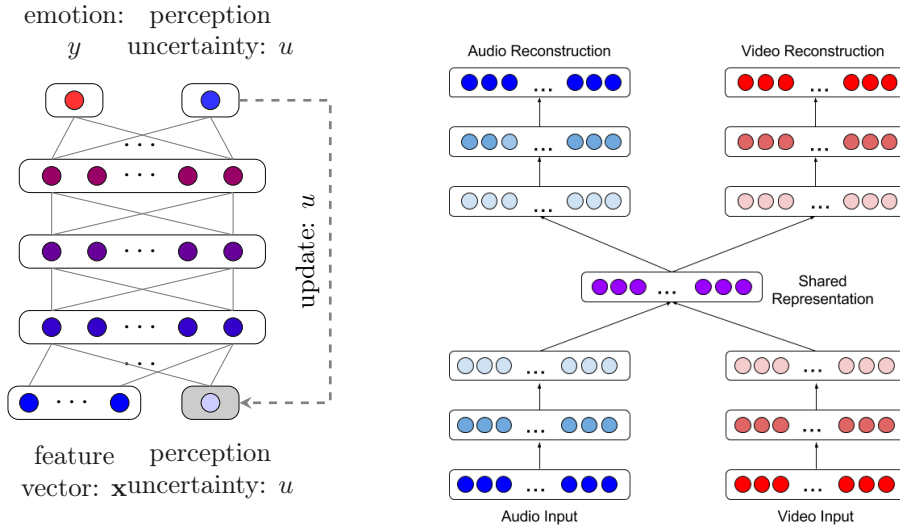 emotion: perception
y uncertainty: u
. . .
. . .
. . .
. . .
. . .
. . .
update: u
feature perception
vector: x uncertainty: u
Audio Reconstruction
Video Reconstruction
...
...
...
...
...
...
...
Shared
Representation
...
...
...
...
...
...
Audio Input
Video Input